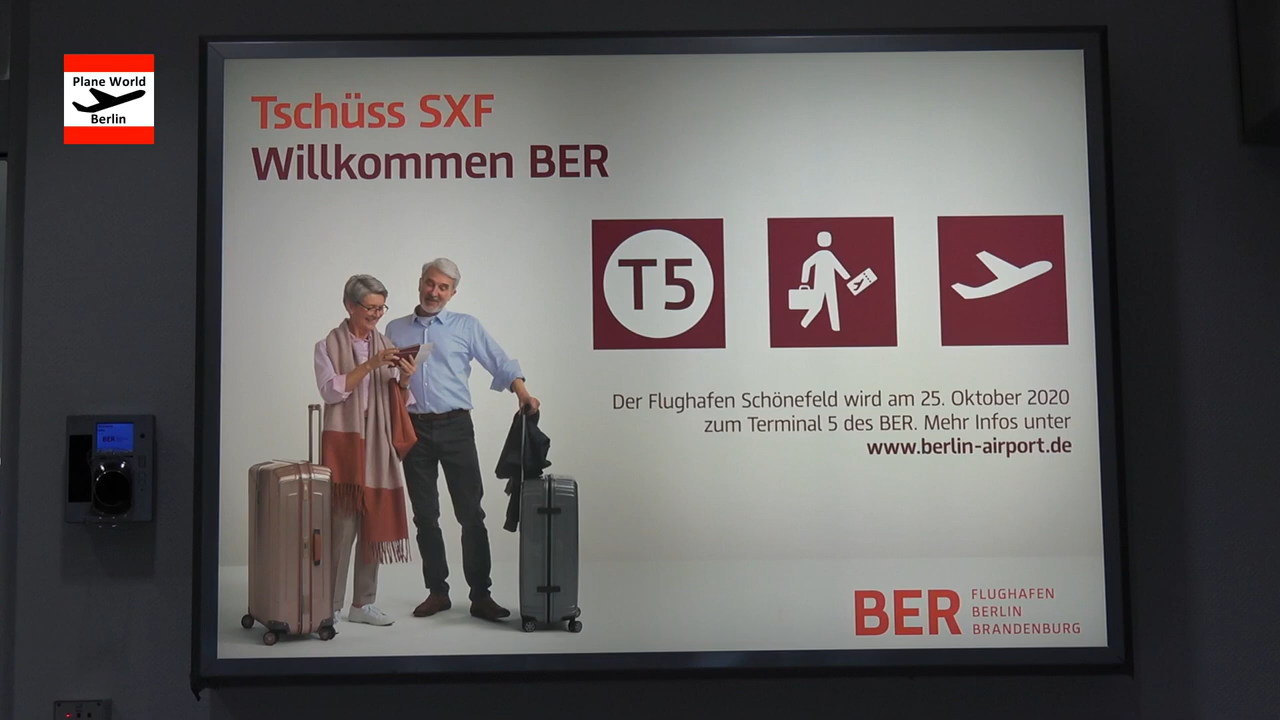 Plane World
Berlin
Tschüss SXF
Willkommen BER
T5
Der Flughafen Schönefeld wird am 25. Oktober 2020
zum Terminal 5 des BER. Mehr Infos unter
www.berlin-airport.de
BER
FLUGHAFEN
BERLIN
BRANDENBURG
BER